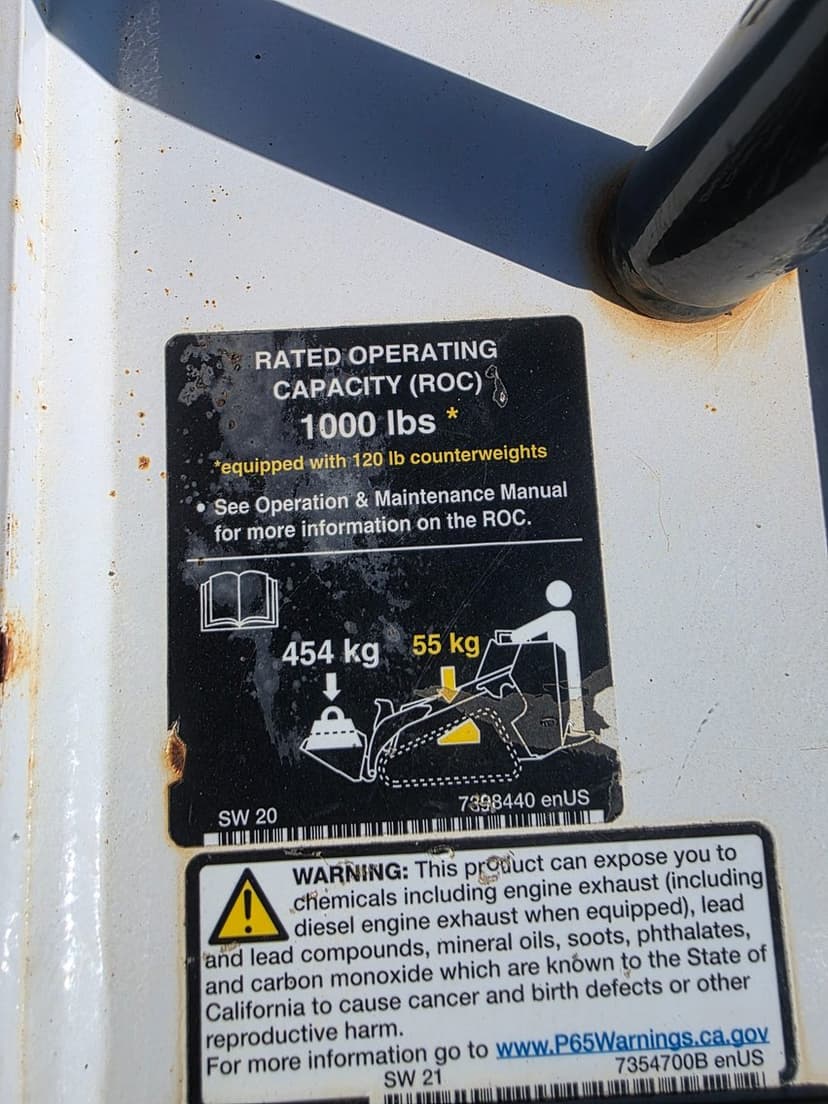 RATED OPERATING
CAPACITY (ROC)
1000 lbs *
*equipped with 120 lb counterweights
• See Operation & Maintenance Manual
for more information on the ROC.
454 kg 55 kg
SW 20 7398440 enUS
WARNING: This product can expose you to
chemicals including engine exhaust (including
diesel engine exhaust when equipped), lead
and lead compounds, mineral oils, soots, phthalates,
and carbon monoxide which are known to the State of
California to cause cancer and birth defects or other
reproductive harm.
For more information go to www.P65Warnings.ca.gov
SW 21 7354700B enUS